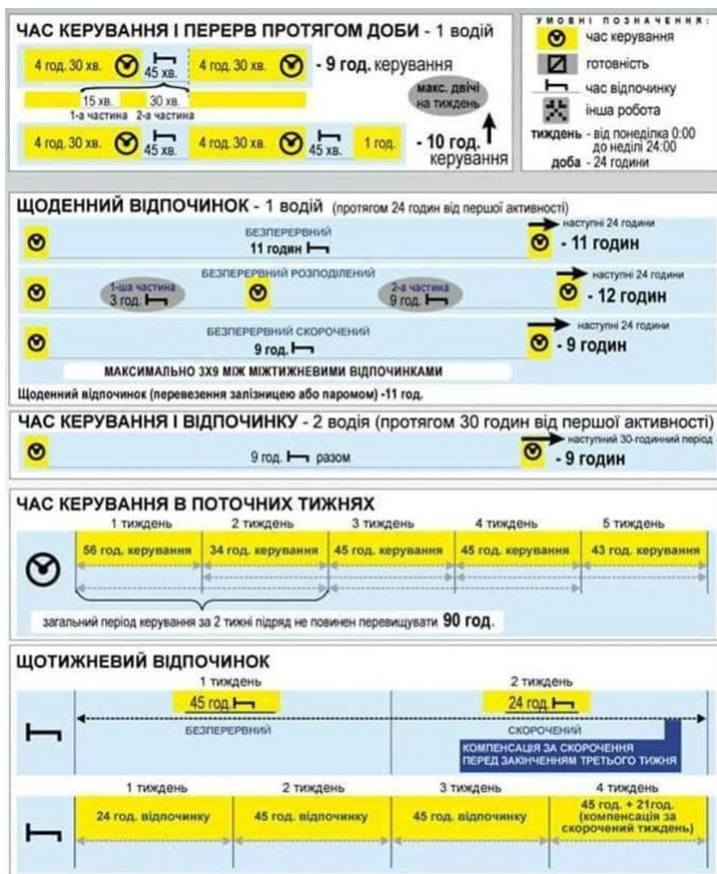 ЧАС КЕРУВАННЯ І ПЕРЕРВ ПРОТЯГОМ ДОБИ - 1 водій
4 год. 30 хв. 45 хв. 4 год. 30 хв. - 9 год. керування
15 хв. 30 хв.
1-а частина 2-а частина
макс. двічі
на тиждень
4 год. 30 хв. 45 хв. 4 год. 30 хв. 45 хв. 1 год. - 10 год.
керування
УМОВНІ ПОЗНАЧЕННЯ:
час керування
готовність
час відпочинку
інша робота
тиждень - від понеділка 0:00
до неділі 24:00
доба - 24 години
ЩОДЕННИЙ ВІДПОЧИНОК - 1 водій (протягом 24 годин від першої активності)
БЕЗПЕРЕРВНИЙ наступні 24 години
11 годин - 11 годин
БЕЗПЕРЕРВНИЙ РОЗПОДІЛЕНИЙ наступні 24 години
1-ша частина 2-а частина
3 год. 9 год. - 12 годин
БЕЗПЕРЕРВНИЙ СКОРОЧЕНИЙ наступні 24 години
9 год. - 9 годин
МАКСИМАЛЬНО 3Х9 МІЖ МІЖТИЖНЕВИМИ ВІДПОЧИНКАМИ
Щоденний відпочинок (перевезення залізницею або паромом) -11 год.
ЧАС КЕРУВАННЯ І ВІДПОЧИНКУ - 2 водія (протягом 30 годин від першої активності)
наступний 30-годинний період
9 год. разом - 9 годин
ЧАС КЕРУВАННЯ В ПОТОЧНИХ ТИЖНЯХ
1 тиждень 2 тиждень 3 тиждень 4 тиждень 5 тиждень
56 год. керування 34 год. керування 45 год. керування 45 год. керування 43 год. керування
загальний період керування за 2 тижні підряд не повинен перевищувати 90 год.
ЩОТИЖНЕВИЙ ВІДПОЧИНОК
1 тиждень 2 тиждень
45 год. 24 год.
БЕЗПЕРЕРВНИЙ СКОРОЧЕНИЙ
КОМПЕНСАЦІЯ ЗА СКОРОЧЕННЯ
ПЕРЕД ЗАКІНЧЕННЯМ ТРЕТЬОГО ТИЖНЯ
1 тиждень 2 тиждень 3 тиждень 4 тиждень
24 год. відпочинку 45 год. відпочинку 45 год. відпочинку 45 год. + 21год.
(компенсація за
скорочений тиждень)